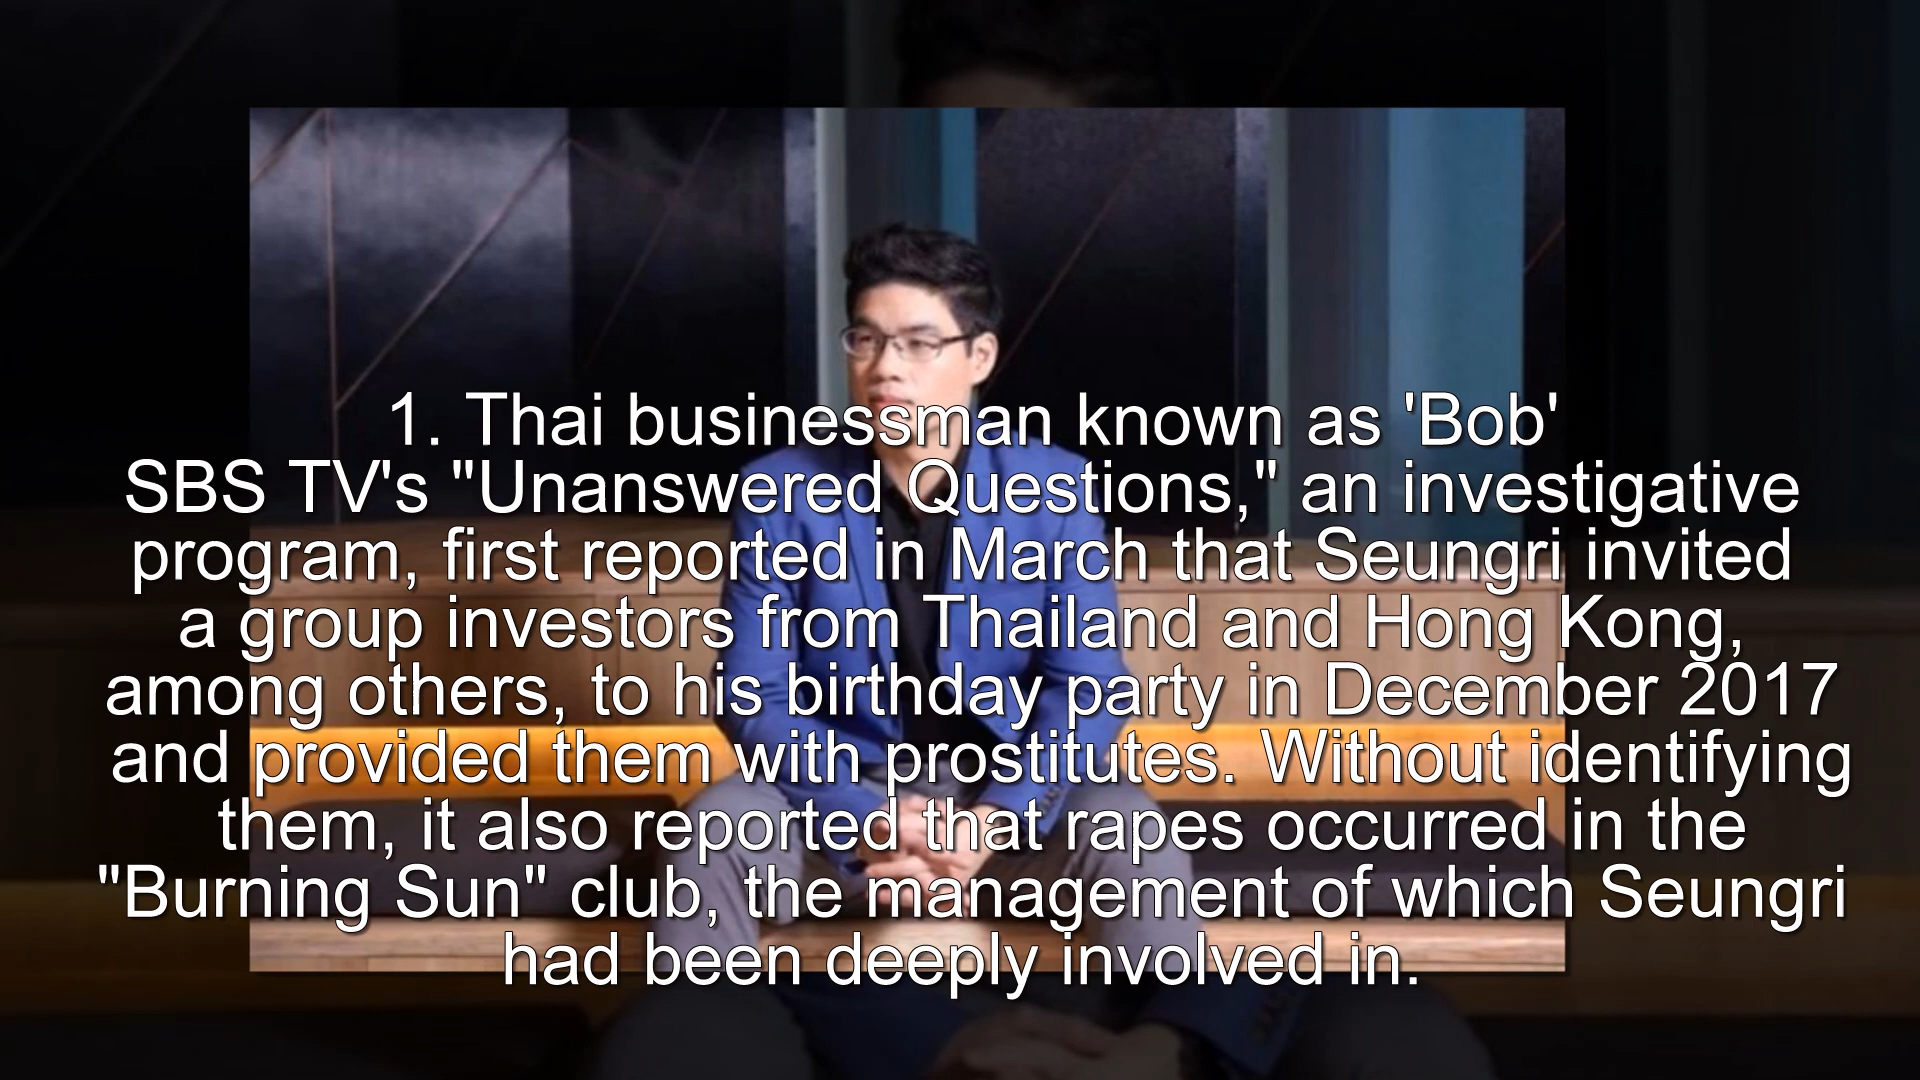 1. Thai businessman known as 'Bob'
SBS TV's "Unanswered Questions," an investigative
program, first reported in March that Seungri invited
a group investors from Thailand and Hong Kong,
among others, to his birthday party in December 2017
and provided them with prostitutes. Without identifying
them, it also reported that rapes occurred in the
"Burning Sun" club, the management of which Seungri
had been deeply involved in.